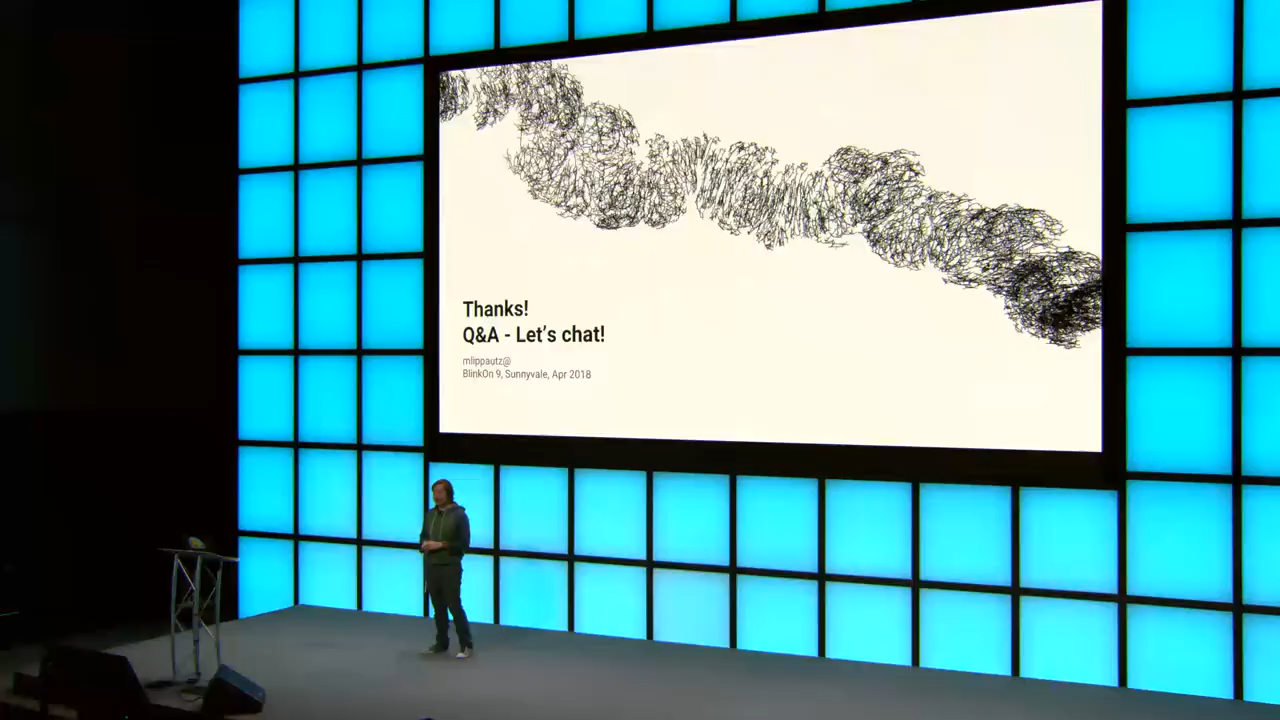 Thanks!
Q&A - Let's chat!
mlippautz@
BlinkOn 9, Sunnyvale, Apr 2018